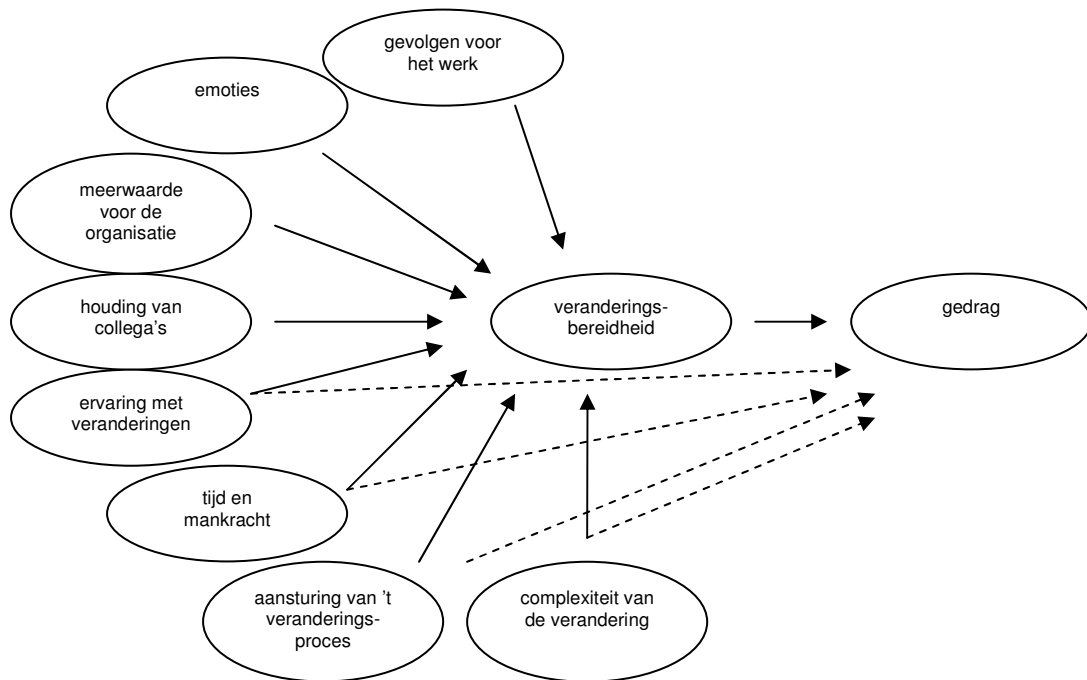 gevolgen voor
het werk
emoties
meerwaarde
voor de
organisatie
houding van
collega's
veranderings-
bereidheid
gedrag
ervaring met
veranderingen
tijd en
mankracht
aansturing van 't
veranderings-
proces
complexiteit van
de verandering